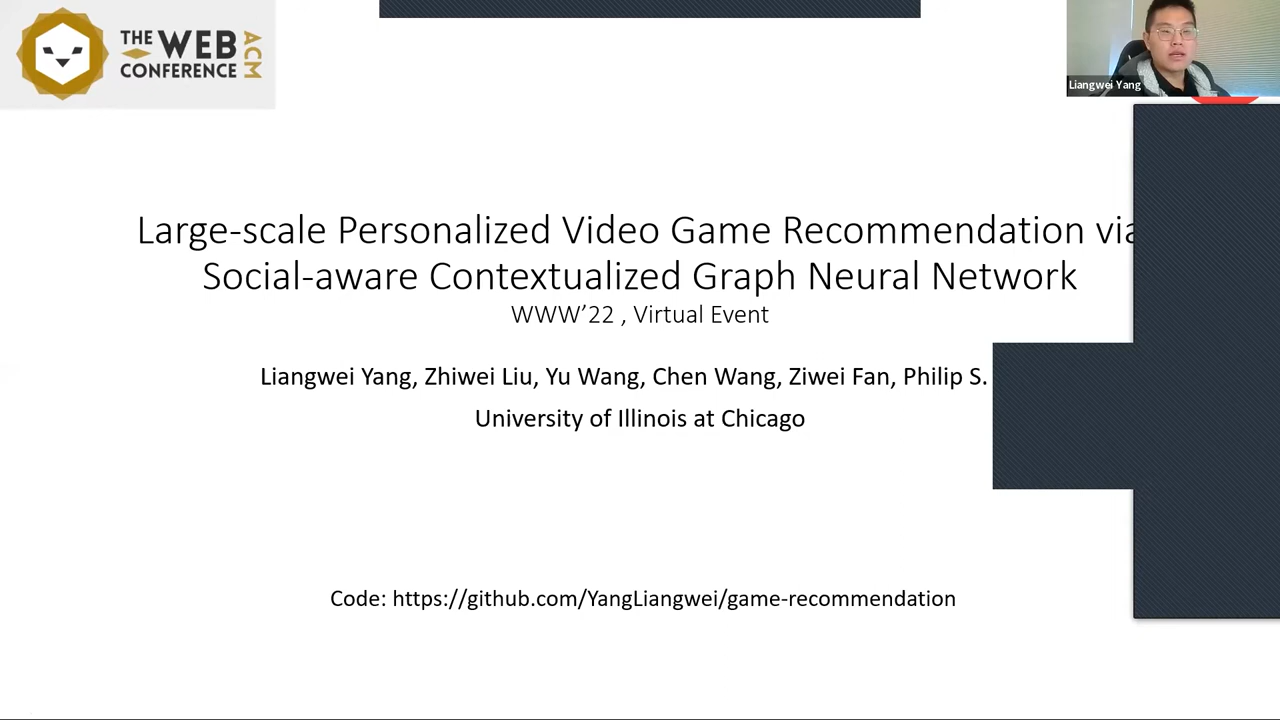 THE WEB
CONFERENCE
ACM
Liangwei Yang
Large-scale Personalized Video Game Recommendation via
Social-aware Contextualized Graph Neural Network
WWW’22 , Virtual Event
Liangwei Yang, Zhiwei Liu, Yu Wang, Chen Wang, Ziwei Fan, Philip S.
University of Illinois at Chicago
Code: https://github.com/YangLiangwei/game-recommendation